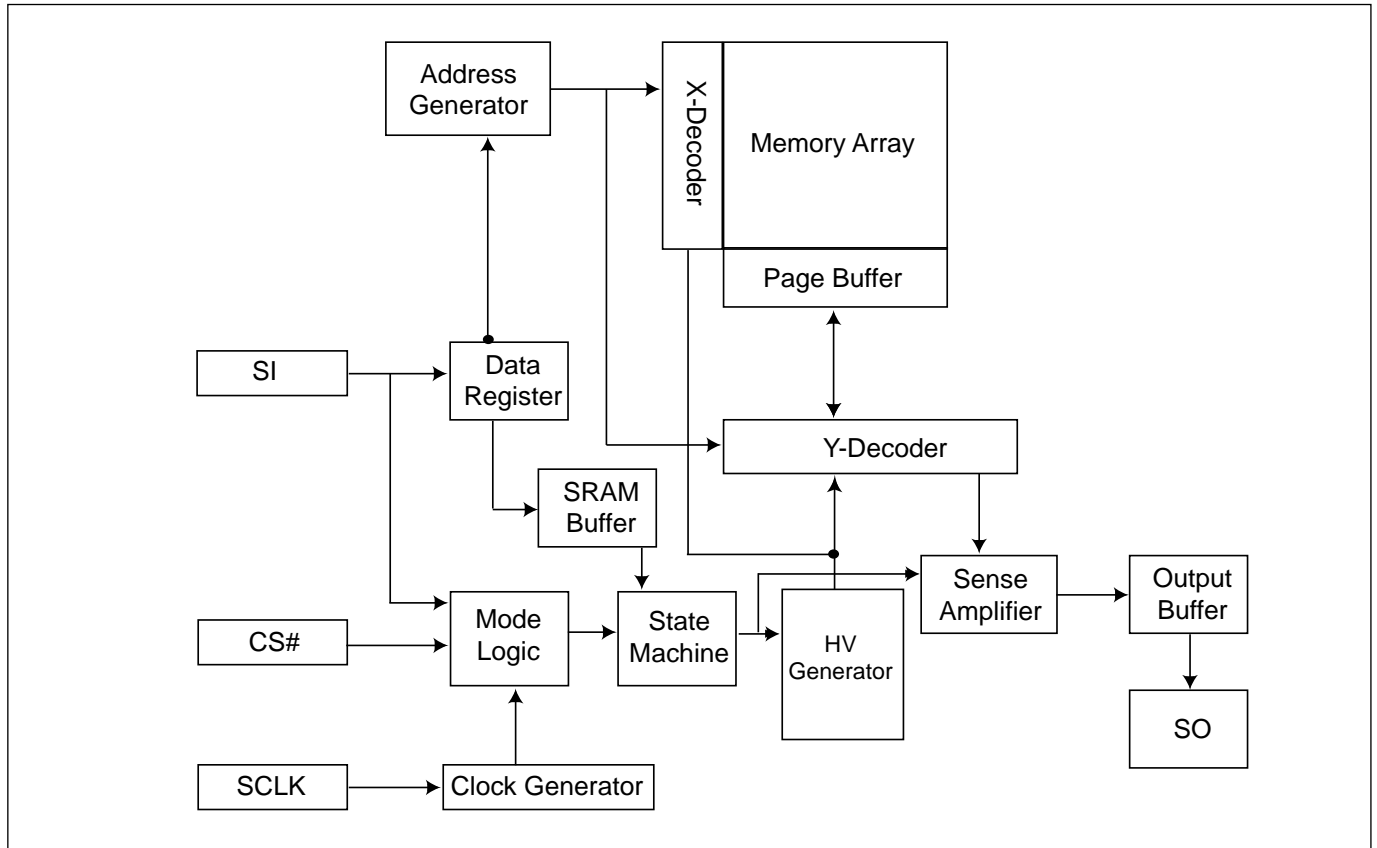 Address
Generator
X-Decoder
Memory Array
Page Buffer
SI
Data
Register
Y-Decoder
SRAM
Buffer
CS#
Mode
Logic
State
Machine
HV
Generator
Sense
Amplifier
Output
Buffer
SO
SCLK
Clock Generator